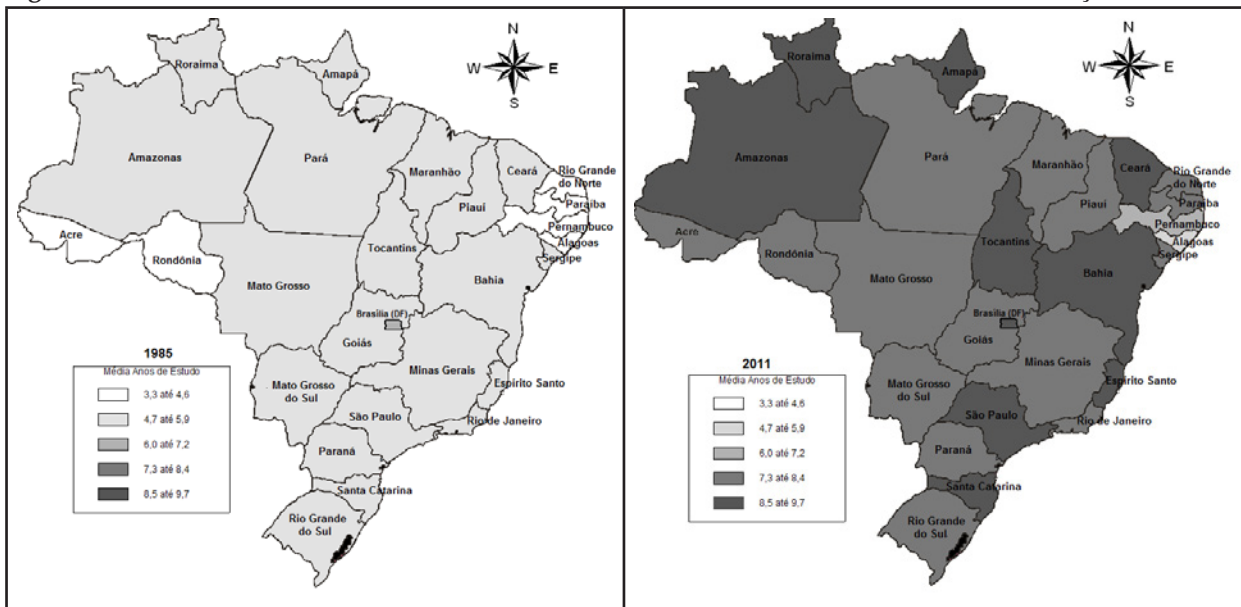 N
W E
S
Roraima
Amapá
Amazonas
Pará
Maranhão
Ceará
Rio Grande
do Norte
Paraíba
Piauí
Pernambuco
Acre
Alagoas
Sergipe
Rondônia
Tocantins
Bahia
Mato Grosso
Brasília (DF)
Goiás
Minas Gerais
Mato Grosso
do Sul
Espírito Santo
São Paulo
Rio de Janeiro
Paraná
Santa Catarina
Rio Grande
do Sul
1985
Média Anos de Estudo
3,3 até 4,6
4,7 até 5,9
6,0 até 7,2
7,3 até 8,4
8,5 até 9,7
N
W E
S
Roraima
Amapá
Amazonas
Pará
Maranhão
Ceará
Rio Grande
do Norte
Paraíba
Piauí
Pernambuco
Acre
Alagoas
Sergipe
Rondônia
Tocantins
Bahia
Mato Grosso
Brasília (DF)
Goiás
Minas Gerais
Mato Grosso
do Sul
Espírito Santo
São Paulo
Rio de Janeiro
Paraná
Santa Catarina
Rio Grande
do Sul
2011
Média Anos de Estudo
3,3 até 4,6
4,7 até 5,9
6,0 até 7,2
7,3 até 8,4
8,5 até 9,7